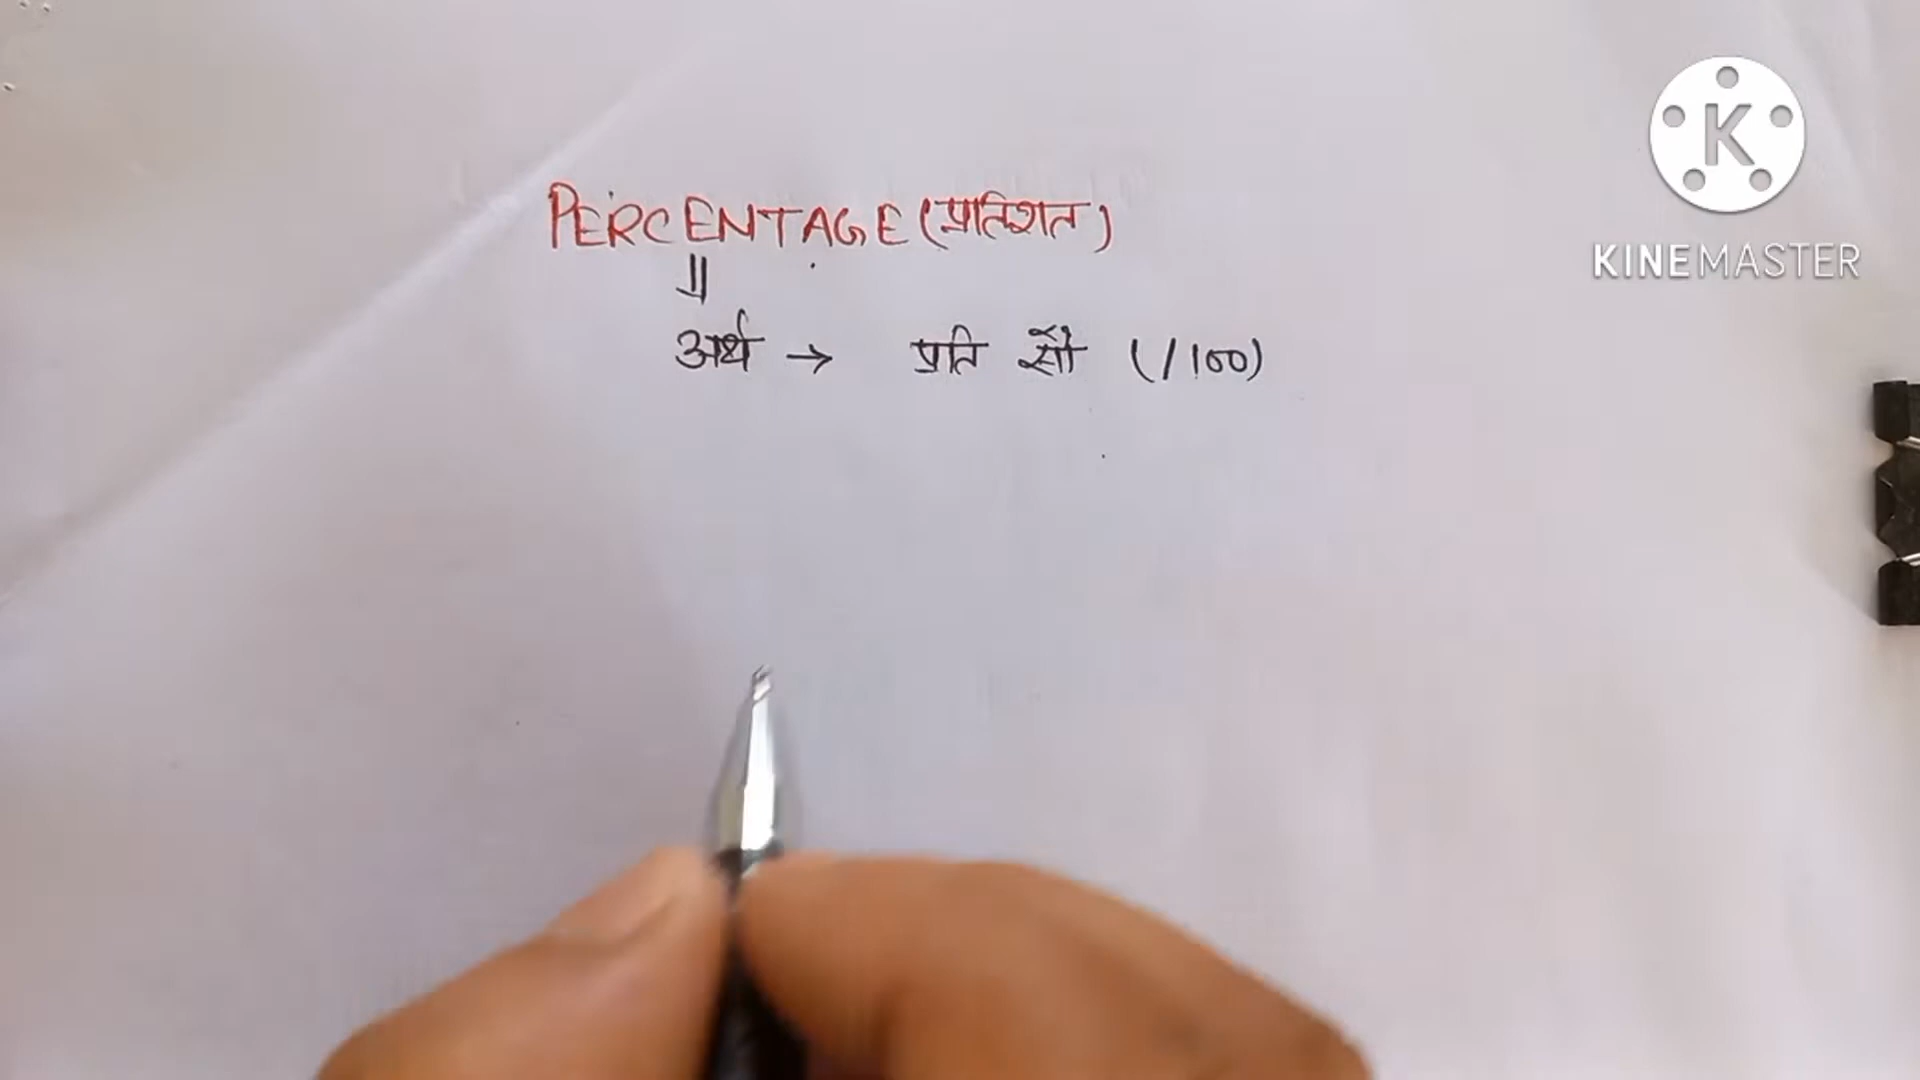 PERCENTAGE (प्रतिशत)
अर्थ → प्रति सौ (/100)
K
KINEMASTER